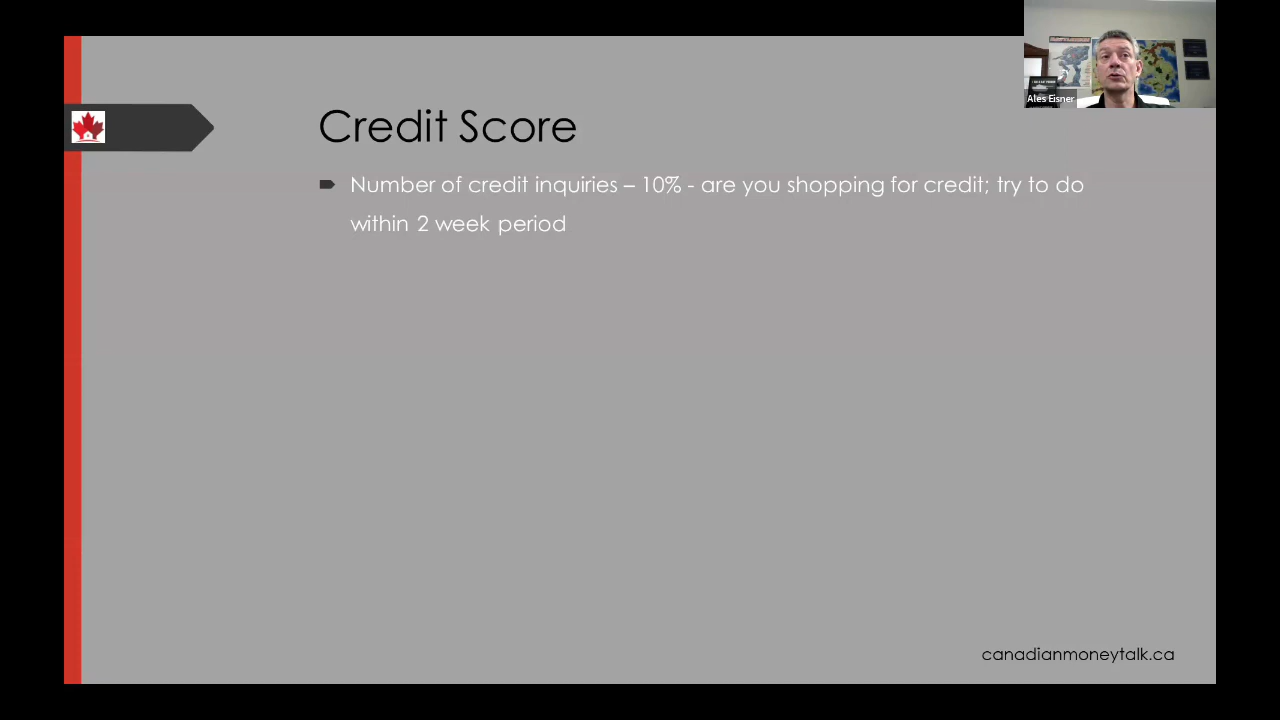 Ales Eisner
Credit Score
Number of credit inquiries – 10% - are you shopping for credit; try to do
within 2 week period
canadianmoneytalk.ca